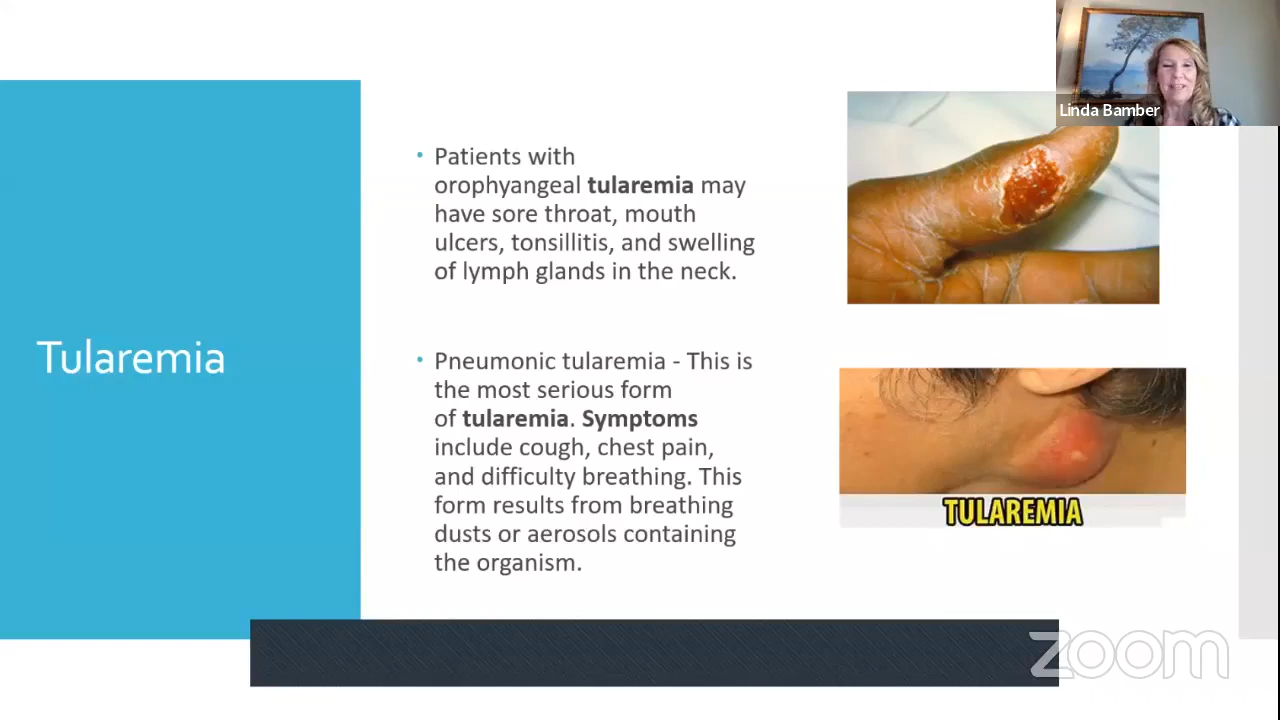 Linda Bamber
Tularemia
• Patients with
orophyangeal tularemia may
have sore throat, mouth
ulcers, tonsillitis, and swelling
of lymph glands in the neck.
• Pneumonic tularemia - This is
the most serious form
of tularemia. Symptoms
include cough, chest pain,
and difficulty breathing. This
form results from breathing
dusts or aerosols containing
the organism.
TULAREMIA
zoom